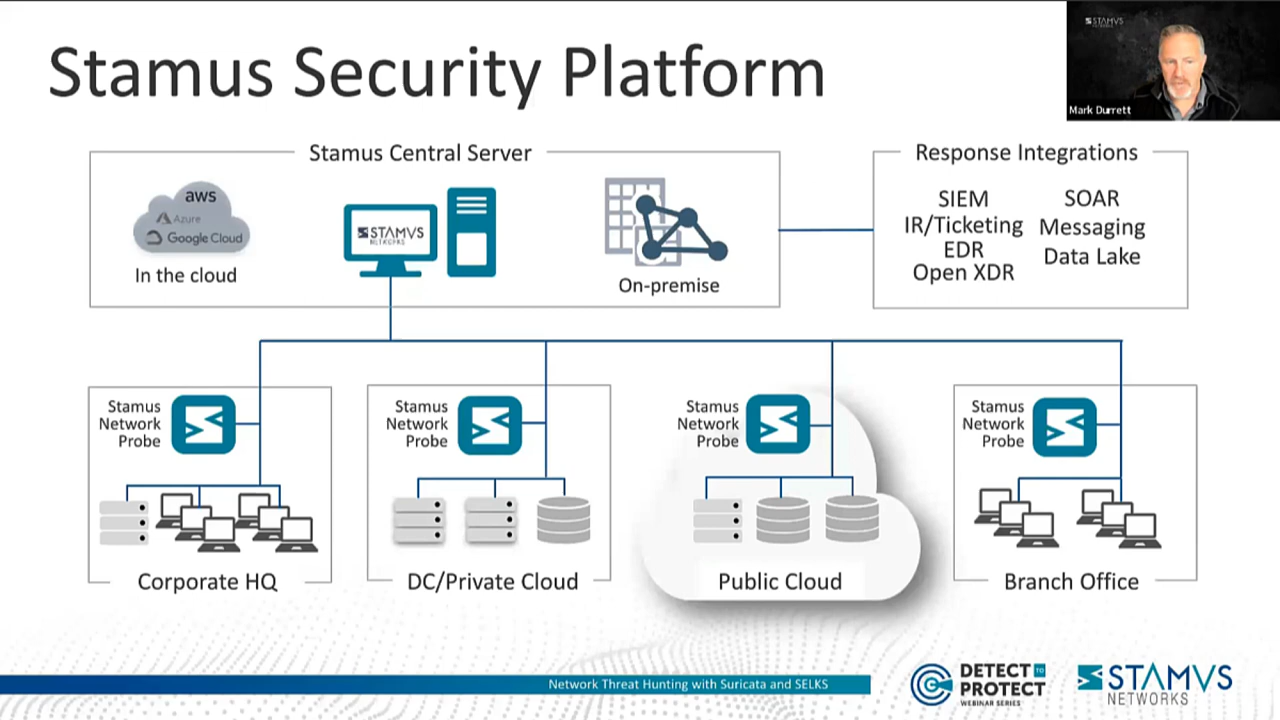 Stamus Security Platform
STAMVS
NETWORKS
Mark Durrett
Stamus Central Server
aws
Azure
Google Cloud
In the cloud
STAMVS
NETWORKS
On-premise
Response Integrations
SIEM
IR/Ticketing
EDR
Open XDR
SOAR
Messaging
Data Lake
Stamus
Network
Probe
Corporate HQ
Stamus
Network
Probe
DC/Private Cloud
Stamus
Network
Probe
Public Cloud
Stamus
Network
Probe
Branch Office
Network Threat Hunting with Suricata and SELKS
DETECT TO
PROTECT
WEBINAR SERIES
STAMVS
NETWORKS